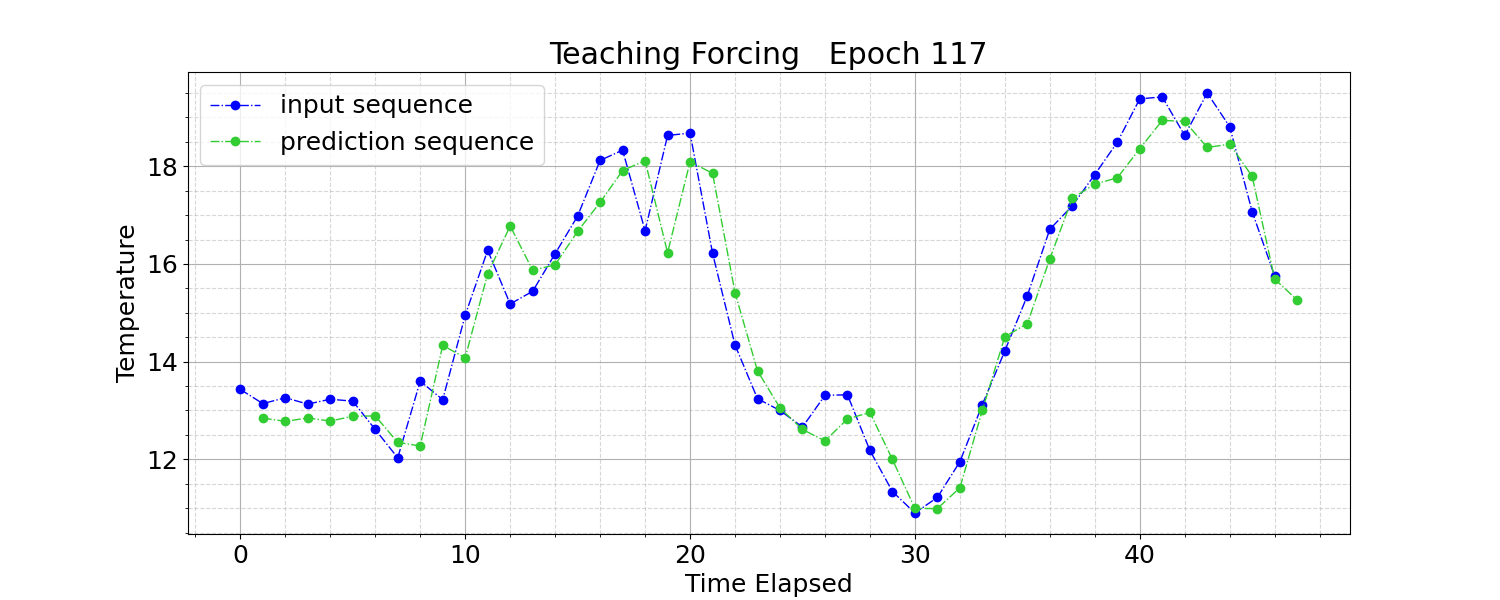 Teaching Forcing   Epoch 117
input sequence
prediction sequence
Temperature
18
16
14
12
0 10 20 30 40
Time Elapsed